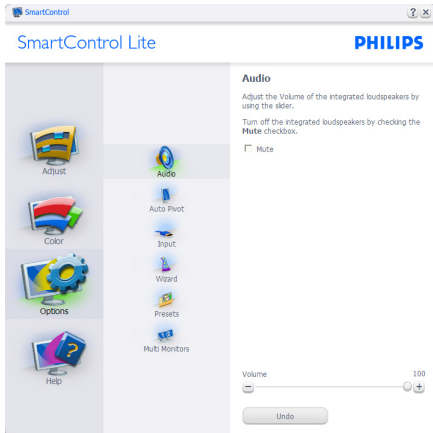 SmartControl
SmartControl Lite
PHILIPS
Adjust
Color
Options
Help
Audio
Auto Pivot
Input
Wizard
Presets
Multi Monitors
Audio
Adjust the Volume of the integrated loudspeakers by
using the slider.
Turn off the integrated loudspeakers by checking the
Mute checkbox.
Mute
Volume 100
Undo